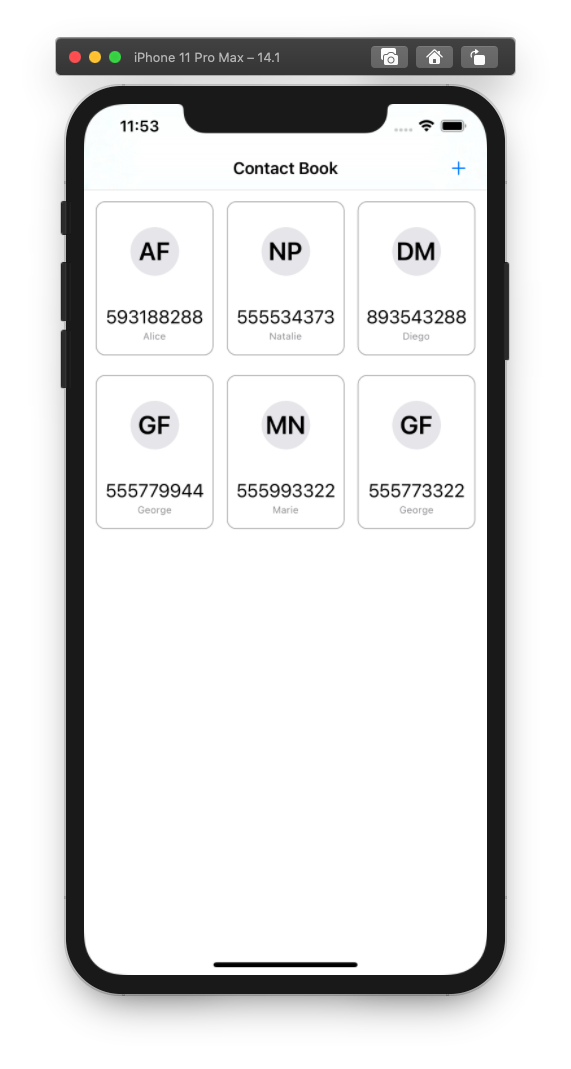 iPhone 11 Pro Max – 14.1
11:53
Contact Book +
AF NP DM
593188288 555534373 893543288
Alice Natalie Diego
GF MN GF
555779944 555993322 555773322
George Marie George